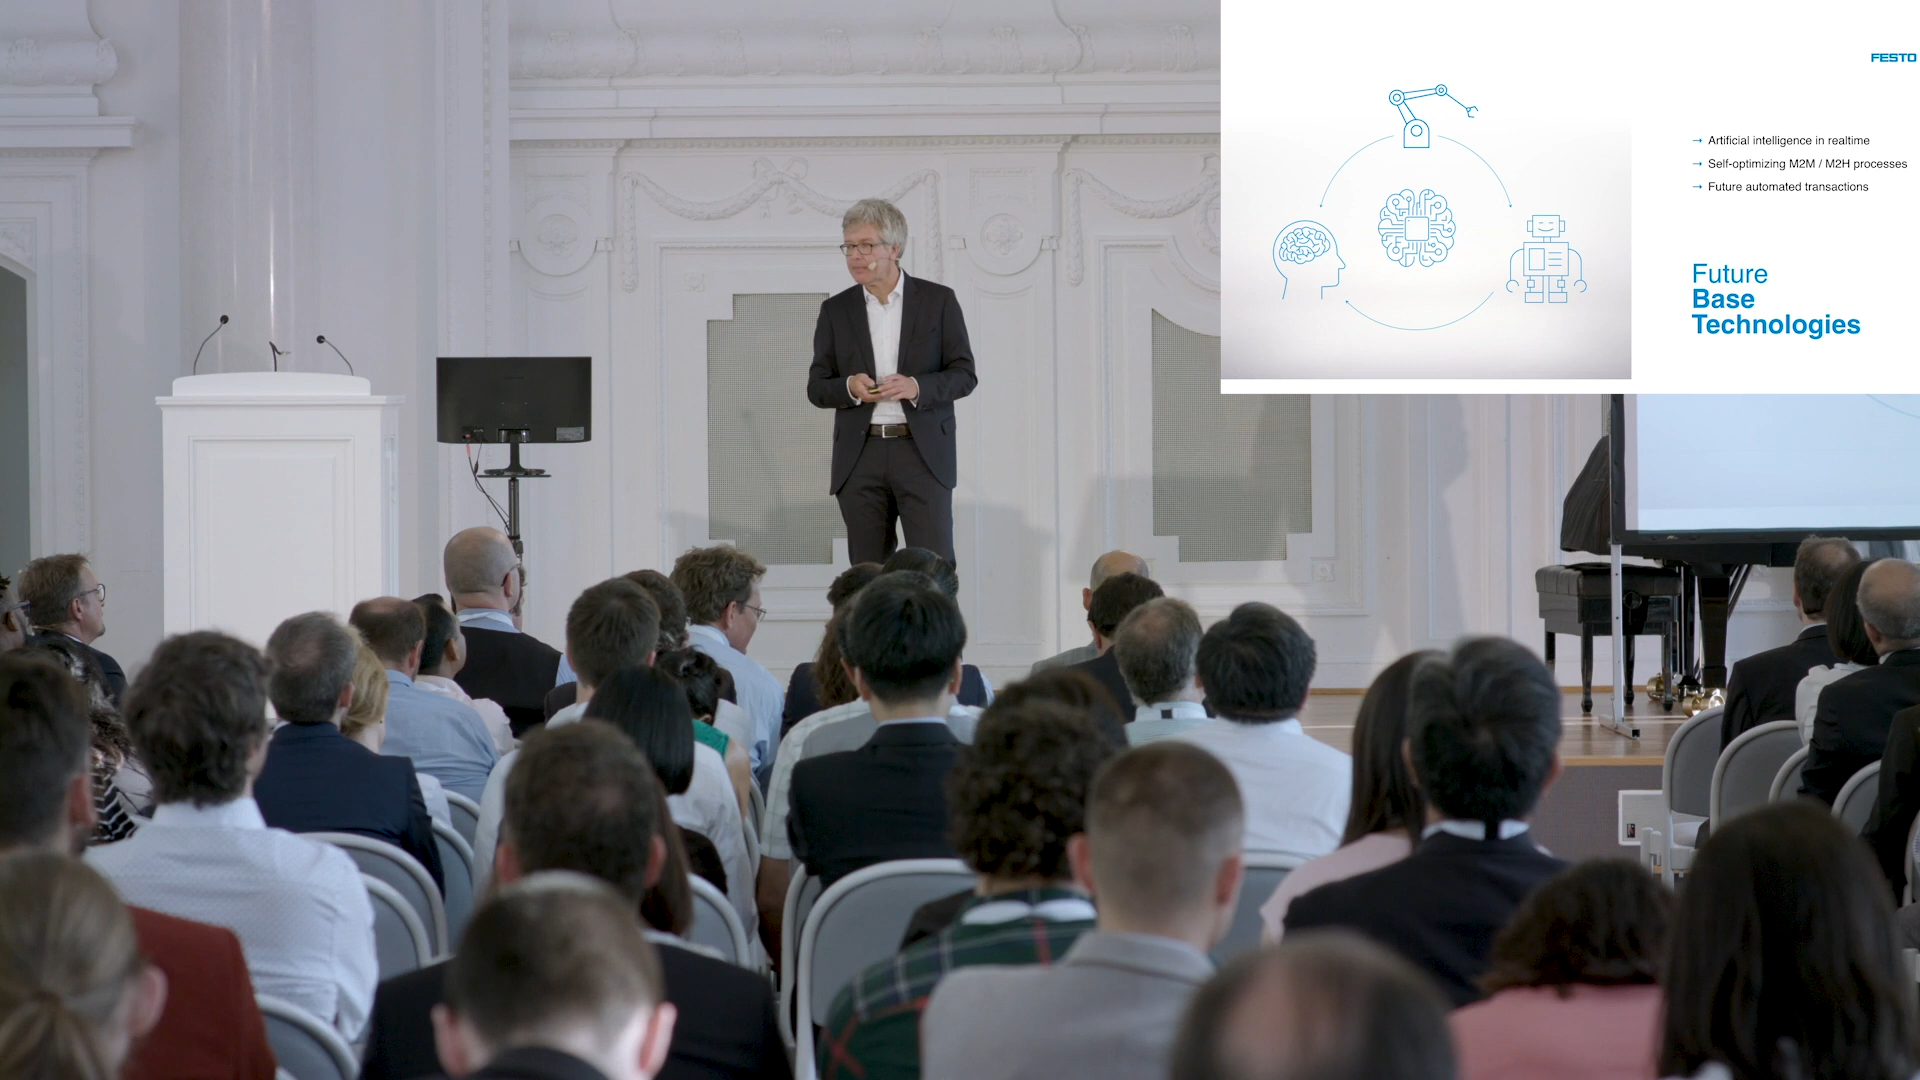 FESTO
→ Artificial intelligence in realtime
→ Self-optimizing M2M / M2H processes
→ Future automated transactions
Future
Base
Technologies